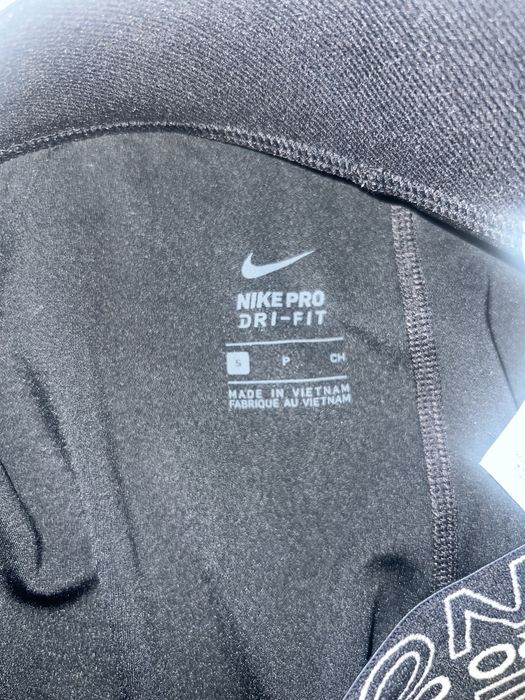 NIKE PRO
DRI-FIT
S P CH
MADE IN VIETNAM
FABRIQUE AU VIETNAM